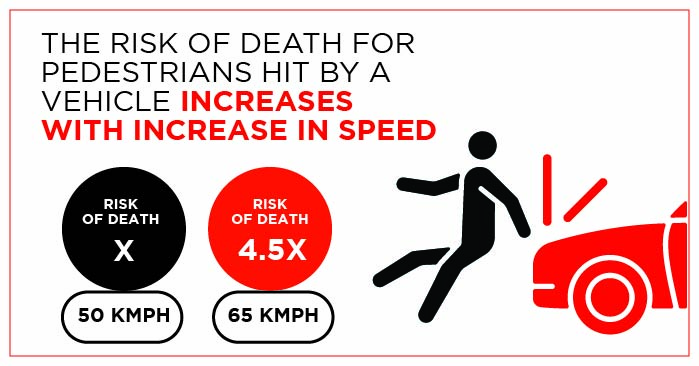 THE RISK OF DEATH FOR
PEDESTRIANS HIT BY A
VEHICLE INCREASES
WITH INCREASE IN SPEED
RISK
OF DEATH
X
50 KMPH
RISK
OF DEATH
4.5X
65 KMPH